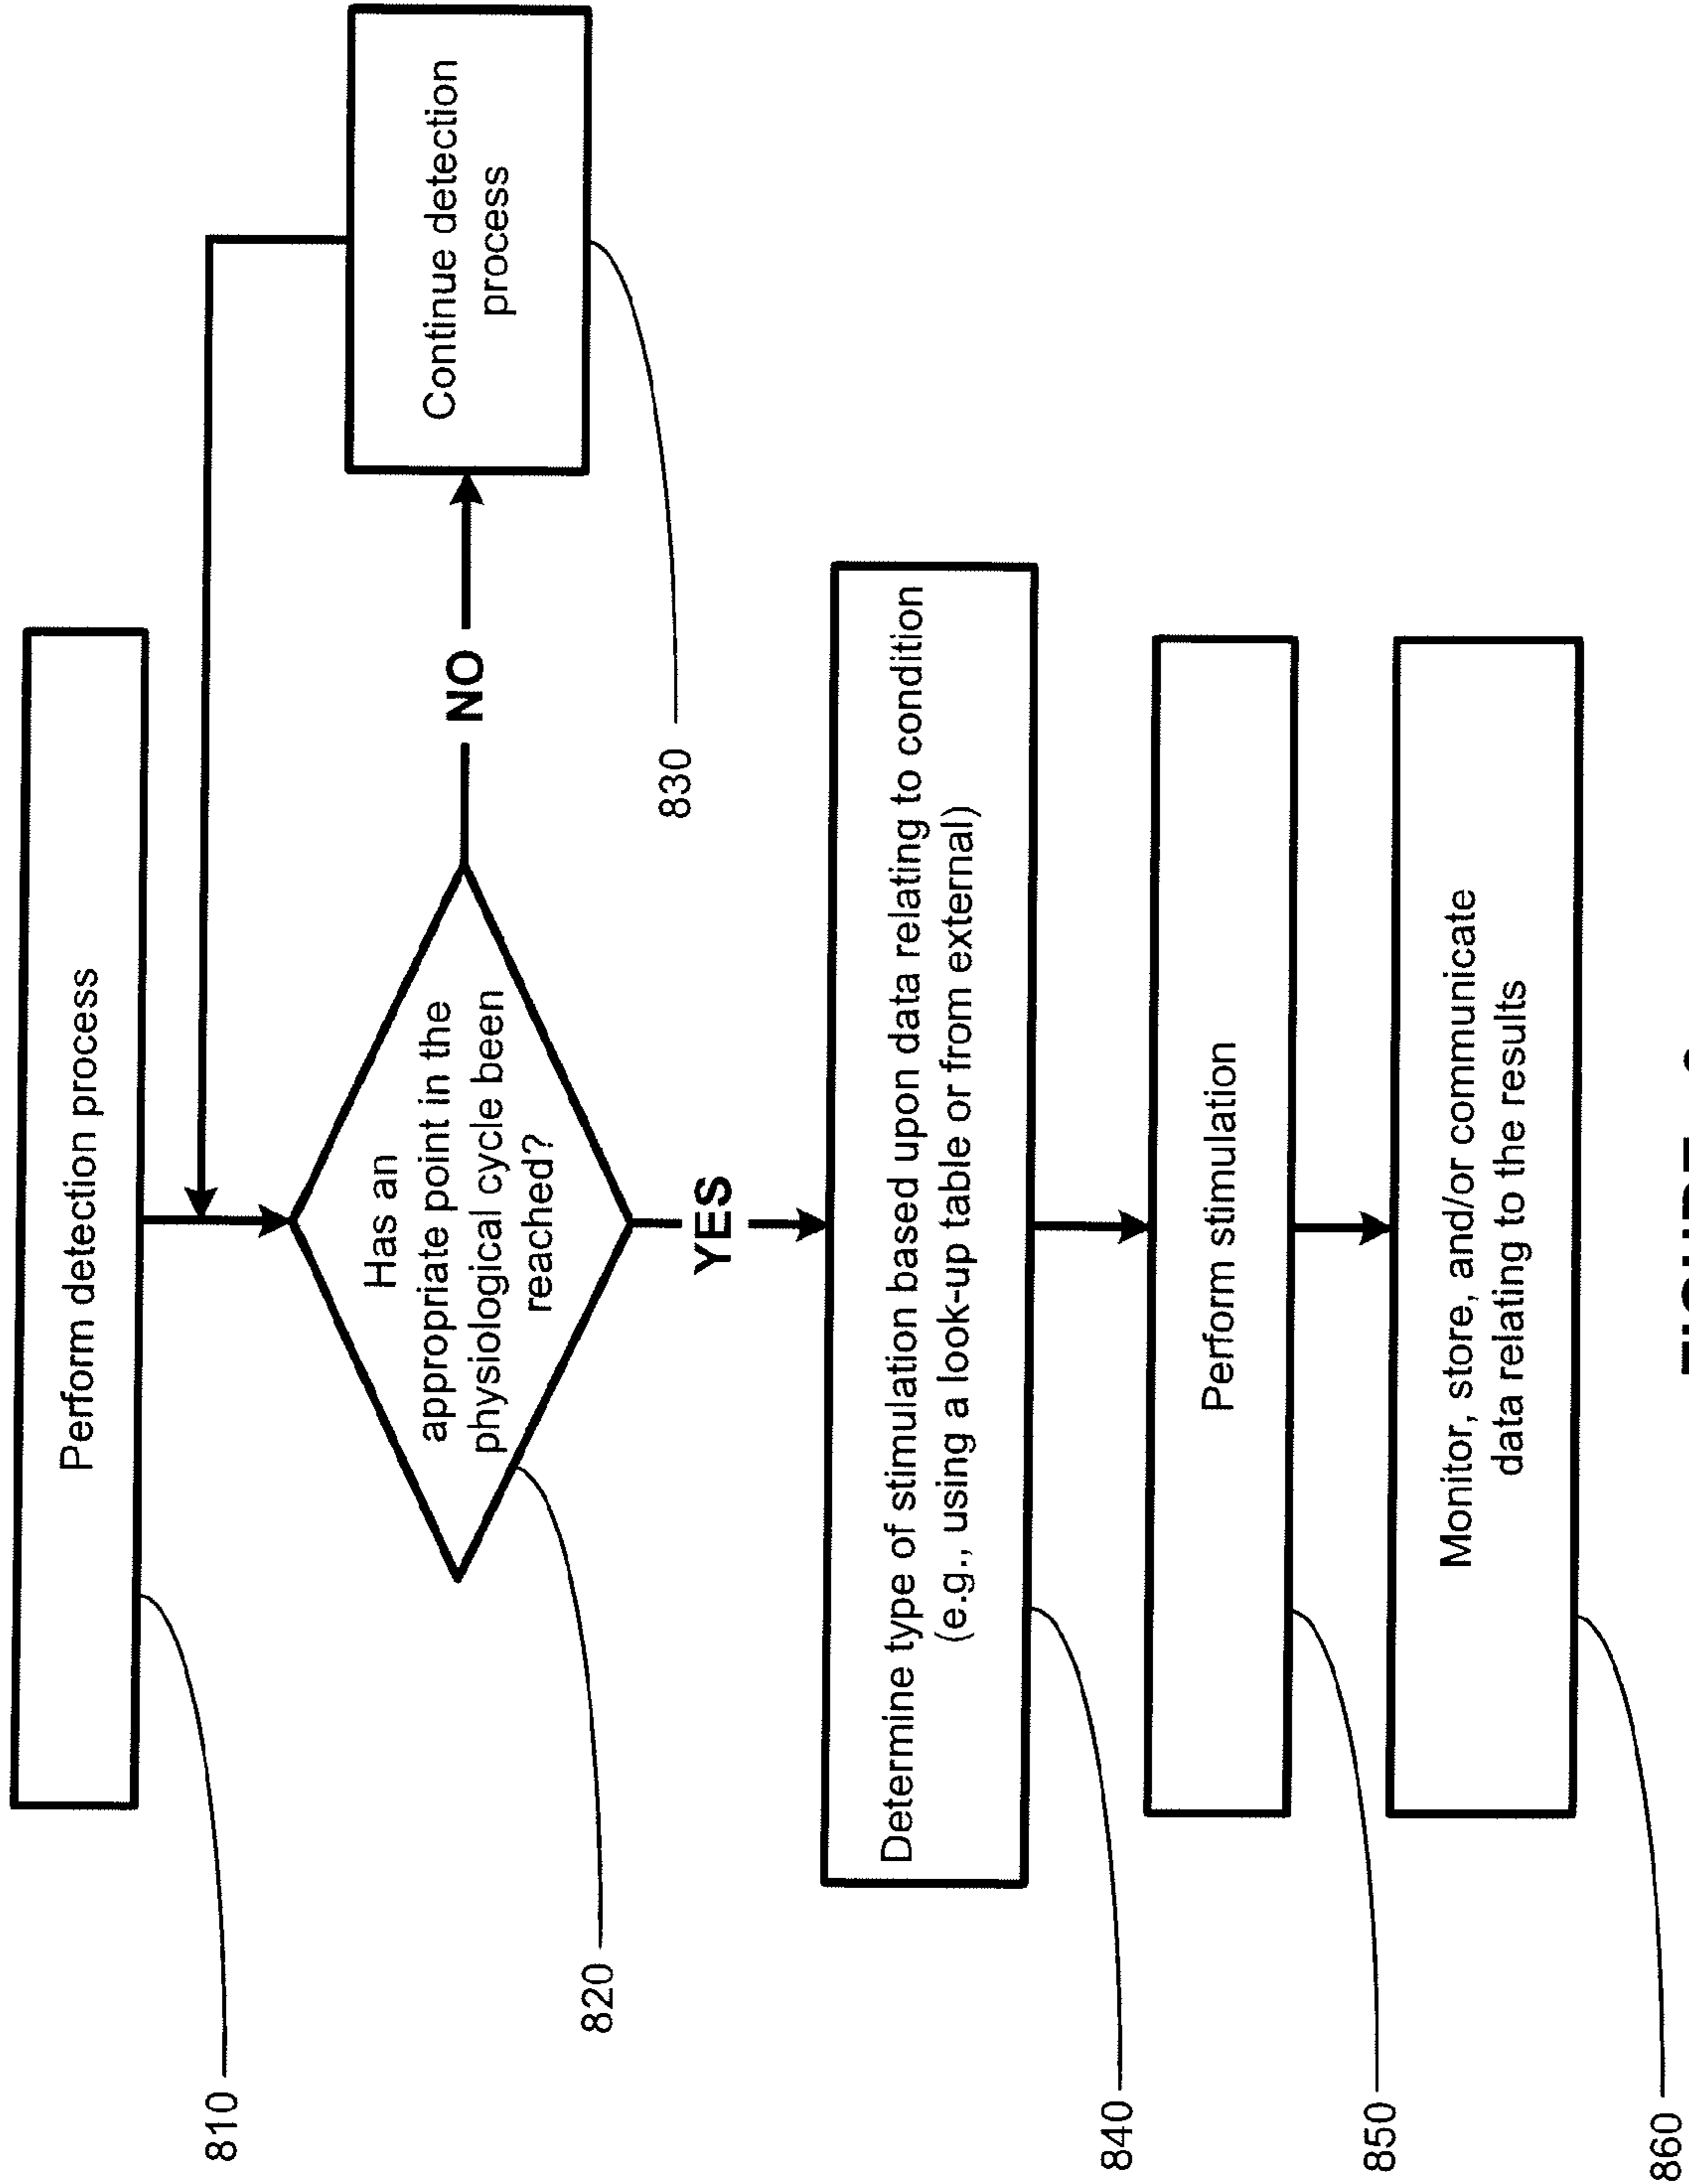 Perform detection process
810
Has an
appropriate point in the
physiological cycle been
reached?
820
NO
Continue detection
process
830
YES
Determine type of stimulation based upon data relating to condition
(e.g., using a look-up table or from external)
840
Perform stimulation
850
Monitor, store, and/or communicate
data relating to the results
860